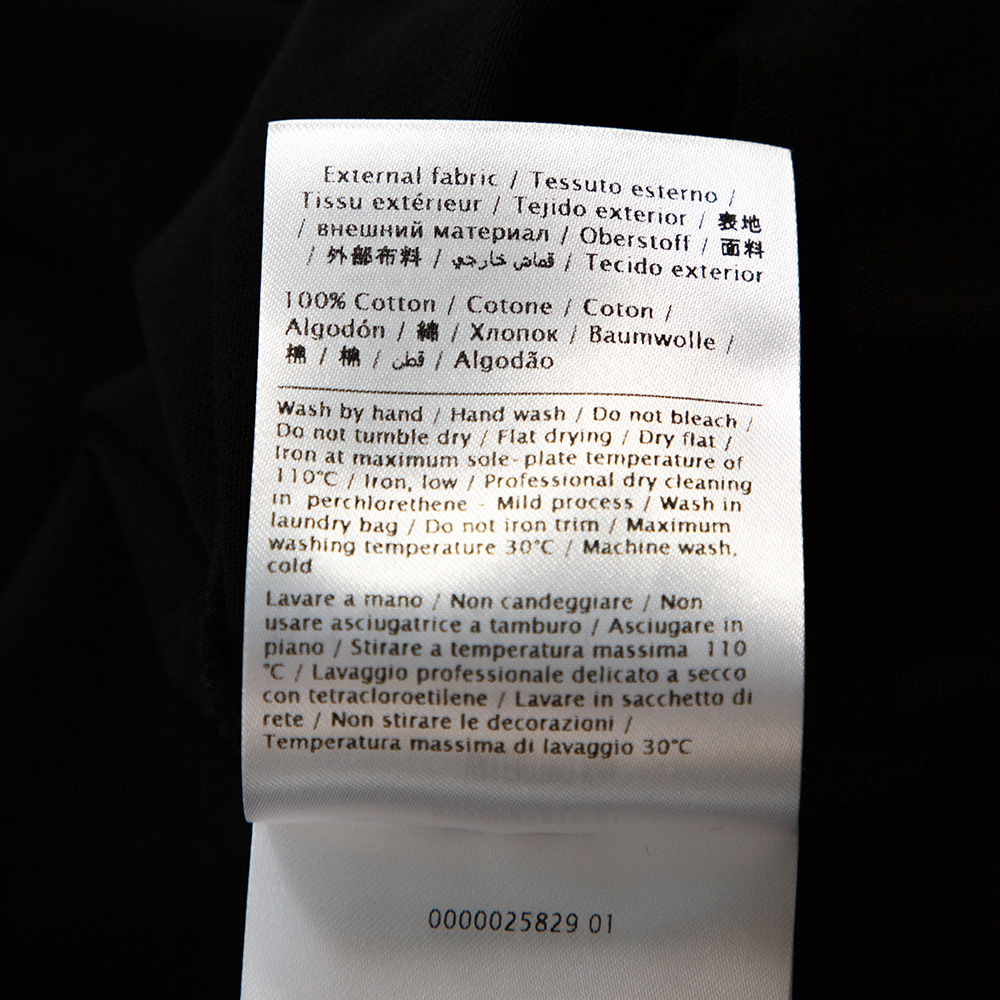 External fabric / Tessuto esterno /
Tissu extérieur / Tejido exterior / 表地
/ внешний материал / Oberstoff / 面料
/ 外部布料 / قماش خارجي / Tecido exterior
100% Cotton / Cotone / Coton /
Algodón / 綿 / Хлопок / Baumwolle /
棉 / 棉 / قطن / Algodão
Wash by hand / Hand wash / Do not bleach /
Do not tumble dry / Flat drying / Dry flat /
Iron at maximum sole-plate temperature of
110°C / Iron, low / Professional dry cleaning
in perchlorethene - Mild process / Wash in
laundry bag / Do not iron trim / Maximum
washing temperature 30°C / Machine wash,
cold
Lavare a mano / Non candeggiare / Non
usare asciugatrice a tamburo / Asciugare in
piano / Stirare a temperatura massima 110
°C / Lavaggio professionale delicato a secco
con tetracloroetilene / Lavare in sacchetto di
rete / Non stirare le decorazioni /
Temperatura massima di lavaggio 30°C
0000025829 01